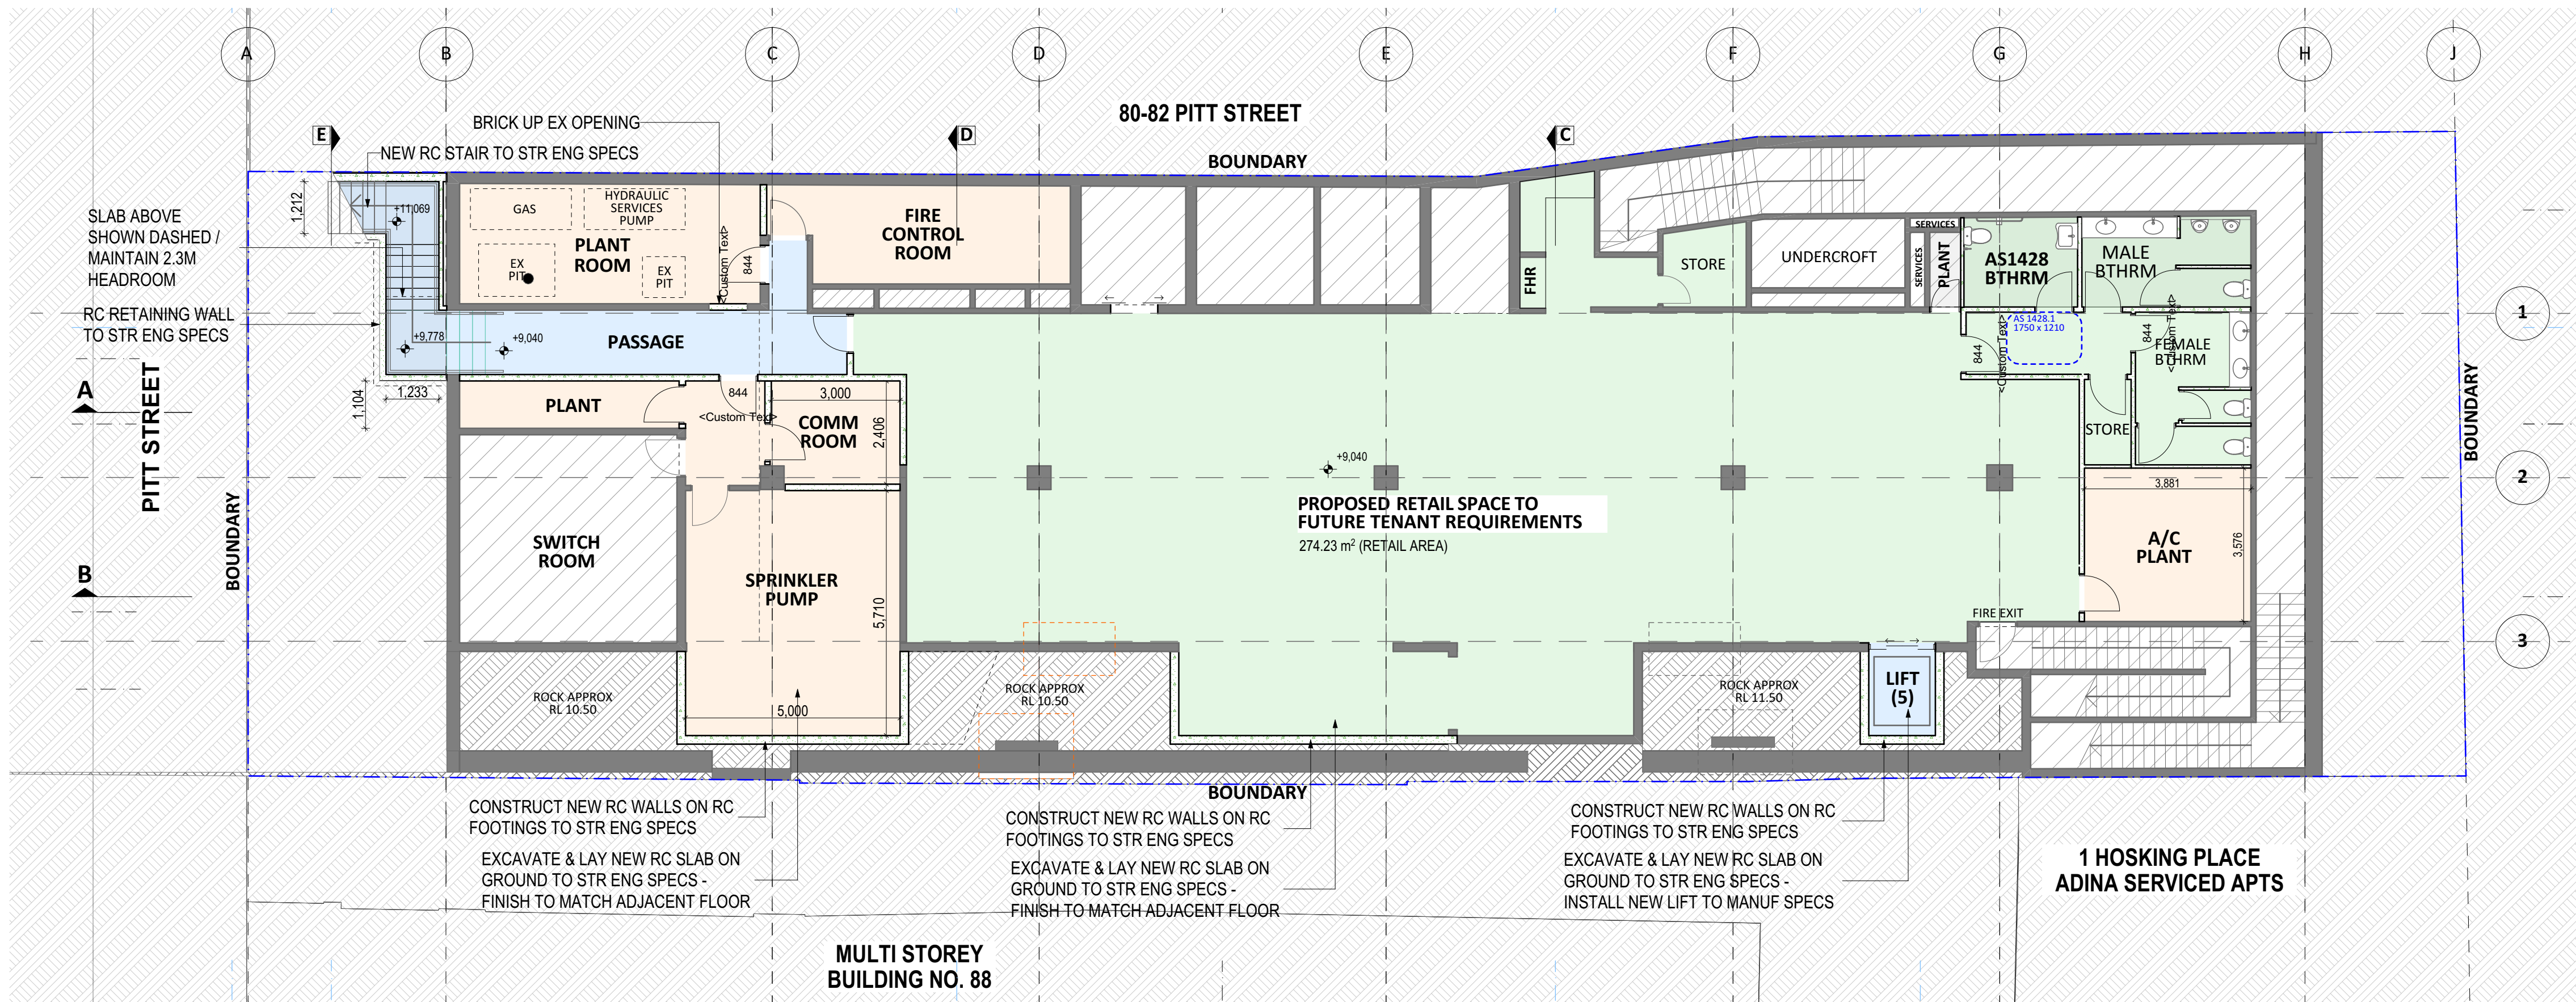 A
B
C
D
E
F
G
H
J
80-82 PITT STREET
BRICK UP EX OPENING
E
D
C
NEW RC STAIR TO STR ENG SPECS
BOUNDARY
SLAB ABOVE
SHOWN DASHED /
MAINTAIN 2.3M
HEADROOM
1,212
+11,069
GAS
HYDRAULIC
SERVICES
PUMP
PLANT
ROOM
EX
PIT
EX
PIT
<Custom Text>
844
FIRE
CONTROL
ROOM
FHR
STORE
UNDERCROFT
SERVICES
SERVICES
PLANT
AS1428
BTHRM
MALE
BTHRM
RC RETAINING WALL
TO STR ENG SPECS
+9,778
+9,040
PASSAGE
AS 1428.1
1750 x 1210
844
<Custom Text>
844
<Custom Text>
FEMALE
BTHRM
1
PITT STREET
A
1,104
1,233
PLANT
844
<Custom Text>
3,000
COMM
ROOM
2,406
STORE
BOUNDARY
+9,040
2
BOUNDARY
PROPOSED RETAIL SPACE TO
FUTURE TENANT REQUIREMENTS
274.23 m² (RETAIL AREA)
3,881
A/C
PLANT
3,576
B
SWITCH
ROOM
SPRINKLER
PUMP
5,710
FIRE EXIT
3
ROCK APPROX
RL 10.50
5,000
ROCK APPROX
RL 10.50
ROCK APPROX
RL 11.50
LIFT
(5)
BOUNDARY
CONSTRUCT NEW RC WALLS ON RC
FOOTINGS TO STR ENG SPECS
EXCAVATE & LAY NEW RC SLAB ON
GROUND TO STR ENG SPECS -
FINISH TO MATCH ADJACENT FLOOR
CONSTRUCT NEW RC WALLS ON RC
FOOTINGS TO STR ENG SPECS
EXCAVATE & LAY NEW RC SLAB ON
GROUND TO STR ENG SPECS -
FINISH TO MATCH ADJACENT FLOOR
CONSTRUCT NEW RC WALLS ON RC
FOOTINGS TO STR ENG SPECS
EXCAVATE & LAY NEW RC SLAB ON
GROUND TO STR ENG SPECS -
INSTALL NEW LIFT TO MANUF SPECS
1 HOSKING PLACE
ADINA SERVICED APTS
MULTI STOREY
BUILDING NO. 88